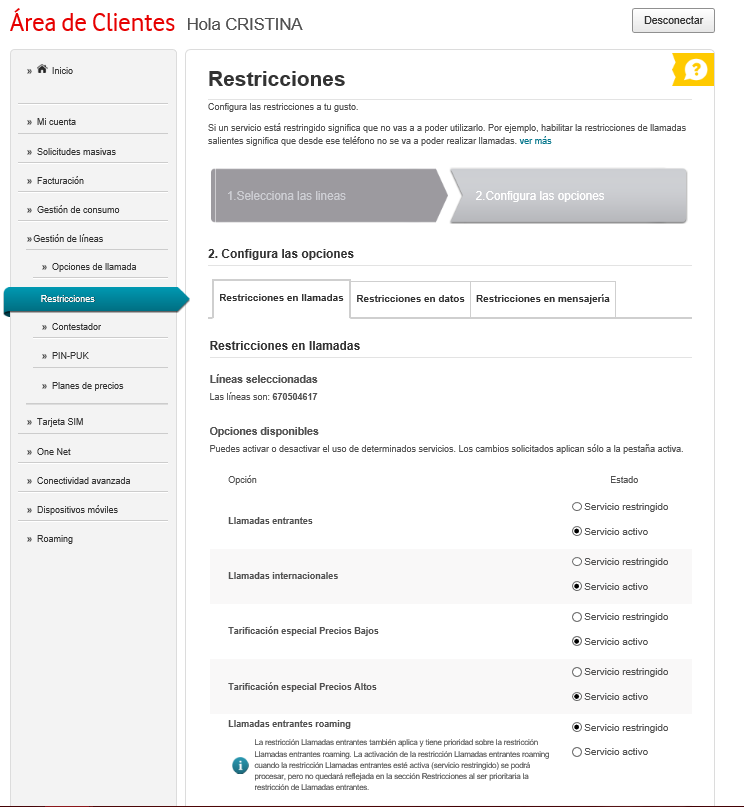 Área de Clientes Hola CRISTINA
Desconectar
» Inicio
» Mi cuenta
» Solicitudes masivas
» Facturación
» Gestión de consumo
» Gestión de líneas
» Opciones de llamada
Restricciones
» Contestador
» PIN-PUK
» Planes de precios
» Tarjeta SIM
» One Net
» Conectividad avanzada
» Dispositivos móviles
» Roaming
Restricciones
?
Configura las restricciones a tu gusto.
Si un servicio está restringido significa que no vas a a poder utilizarlo. Por ejemplo, habilitar la restricciones de llamadas
salientes significa que desde ese teléfono no se va a poder realizar llamadas. ver más
1.Selecciona las lineas
2.Configura las opciones
2. Configura las opciones
Restricciones en llamadas Restricciones en datos Restricciones en mensajería
Restricciones en llamadas
Líneas seleccionadas
Las líneas son: 670504617
Opciones disponibles
Puedes activar o desactivar el uso de determinados servicios. Los cambios solicitados aplican sólo a la pestaña activa.
Opción Estado
Llamadas entrantes
Servicio restringido
Servicio activo
Llamadas internacionales
Servicio restringido
Servicio activo
Tarificación especial Precios Bajos
Servicio restringido
Servicio activo
Tarificación especial Precios Altos
Servicio restringido
Servicio activo
Llamadas entrantes roaming
Servicio restringido
Servicio activo
i
La restricción Llamadas entrantes también aplica y tiene prioridad sobre la restricción
Llamadas entrantes roaming. La activación de la restricción Llamadas entrantes roaming
cuando la restricción Llamadas entrantes esté activa (servicio restringido) se podrá
procesar, pero no quedará reflejada en la sección Restricciones al ser prioritaria la
restricción de Llamadas entrantes.